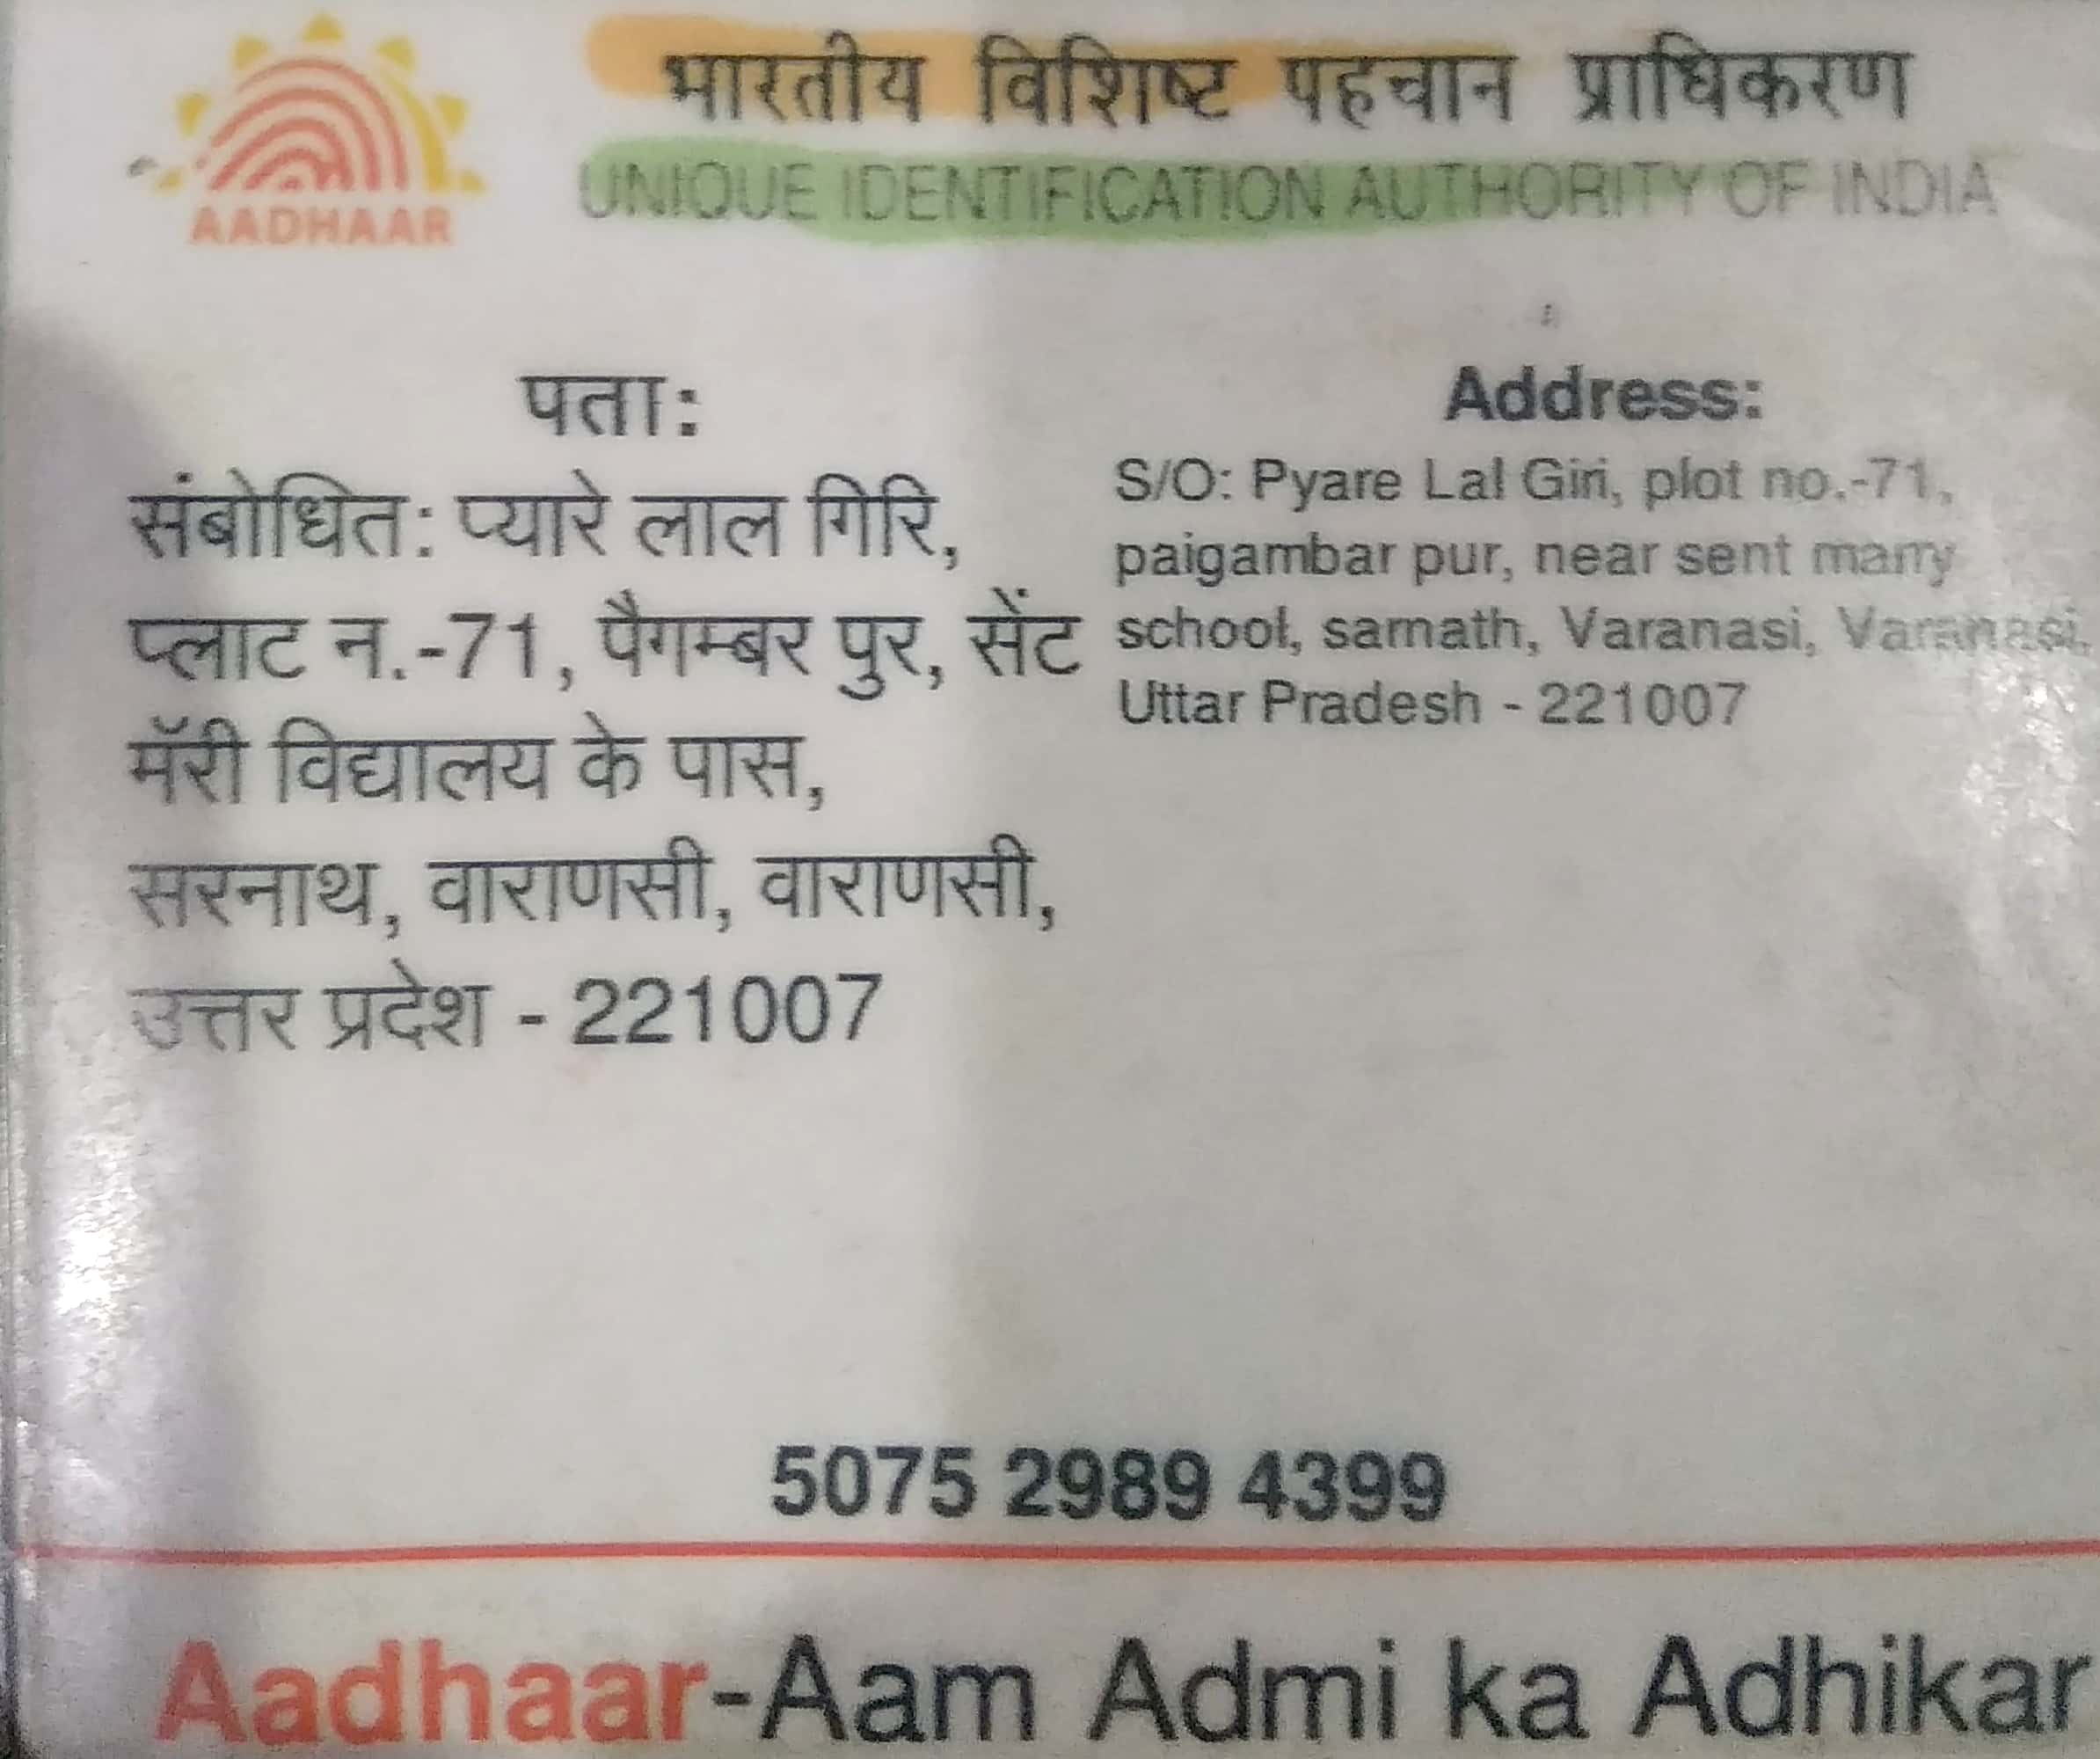 भारतीय विशिष्ट पहचान प्राधिकरण
UNIQUE IDENTIFICATION AUTHORITY OF INDIA
AADHAAR
पता:
संबोधित: प्यारे लाल गिरि,
प्लाट न.-71, पैगम्बर पुर, सेंट
मॅरी विद्यालय के पास,
सरनाथ, वाराणसी, वाराणसी,
उत्तर प्रदेश - 221007
Address:
S/O: Pyare Lal Giri, plot no.-71,
paigambar pur, near sent marry
school, sarnath, Varanasi, Varanasi,
Uttar Pradesh - 221007
5075 2989 4399
Aadhaar-Aam Admi ka Adhikar